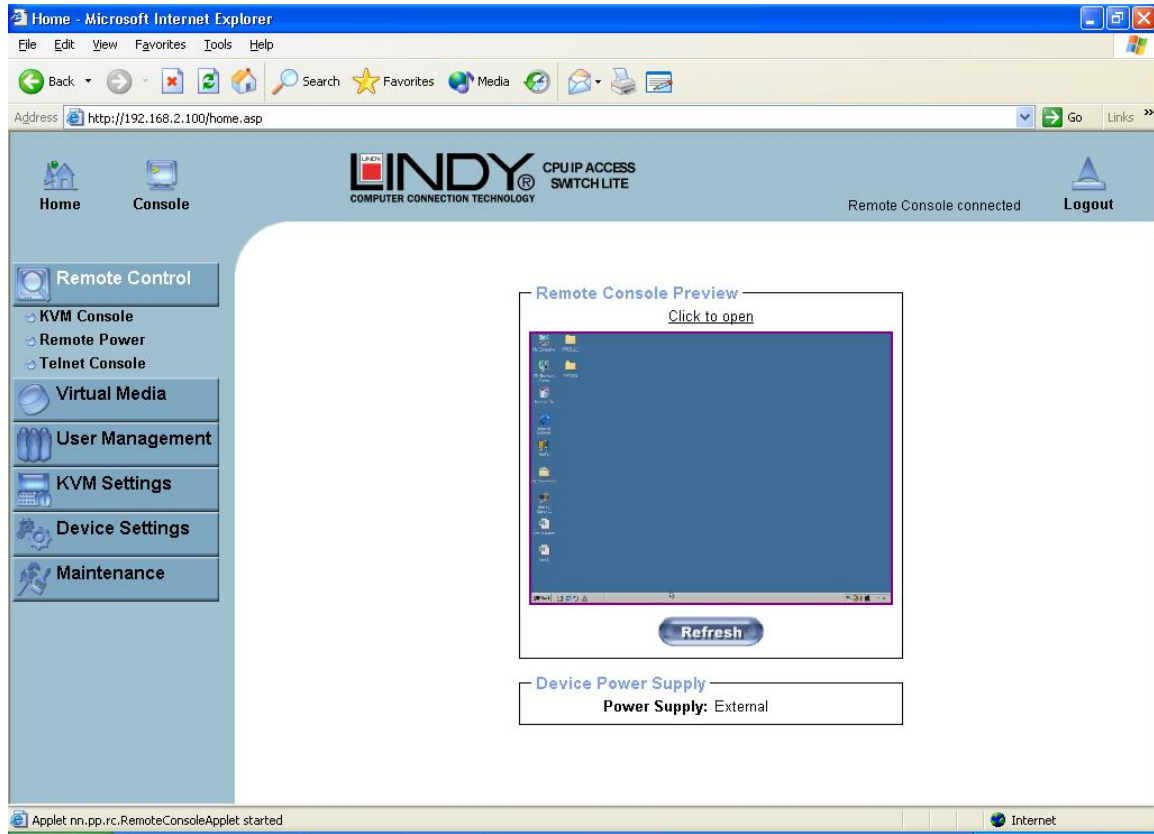 Home - Microsoft Internet Explorer
File Edit View Favorites Tools Help
Back Search Favorites Media
Address http://192.168.2.100/home.asp Go Links »
LINDY
LINDY® CPU IP ACCESS
SWITCH LITE
COMPUTER CONNECTION TECHNOLOGY
Home Console Remote Console connected Logout
Remote Control
KVM Console
Remote Power
Telnet Console
Virtual Media
User Management
KVM Settings
Device Settings
Maintenance
Remote Console Preview
Click to open
Refresh
Device Power Supply
Power Supply: External
Applet nn.pp.rc.RemoteConsoleApplet started Internet